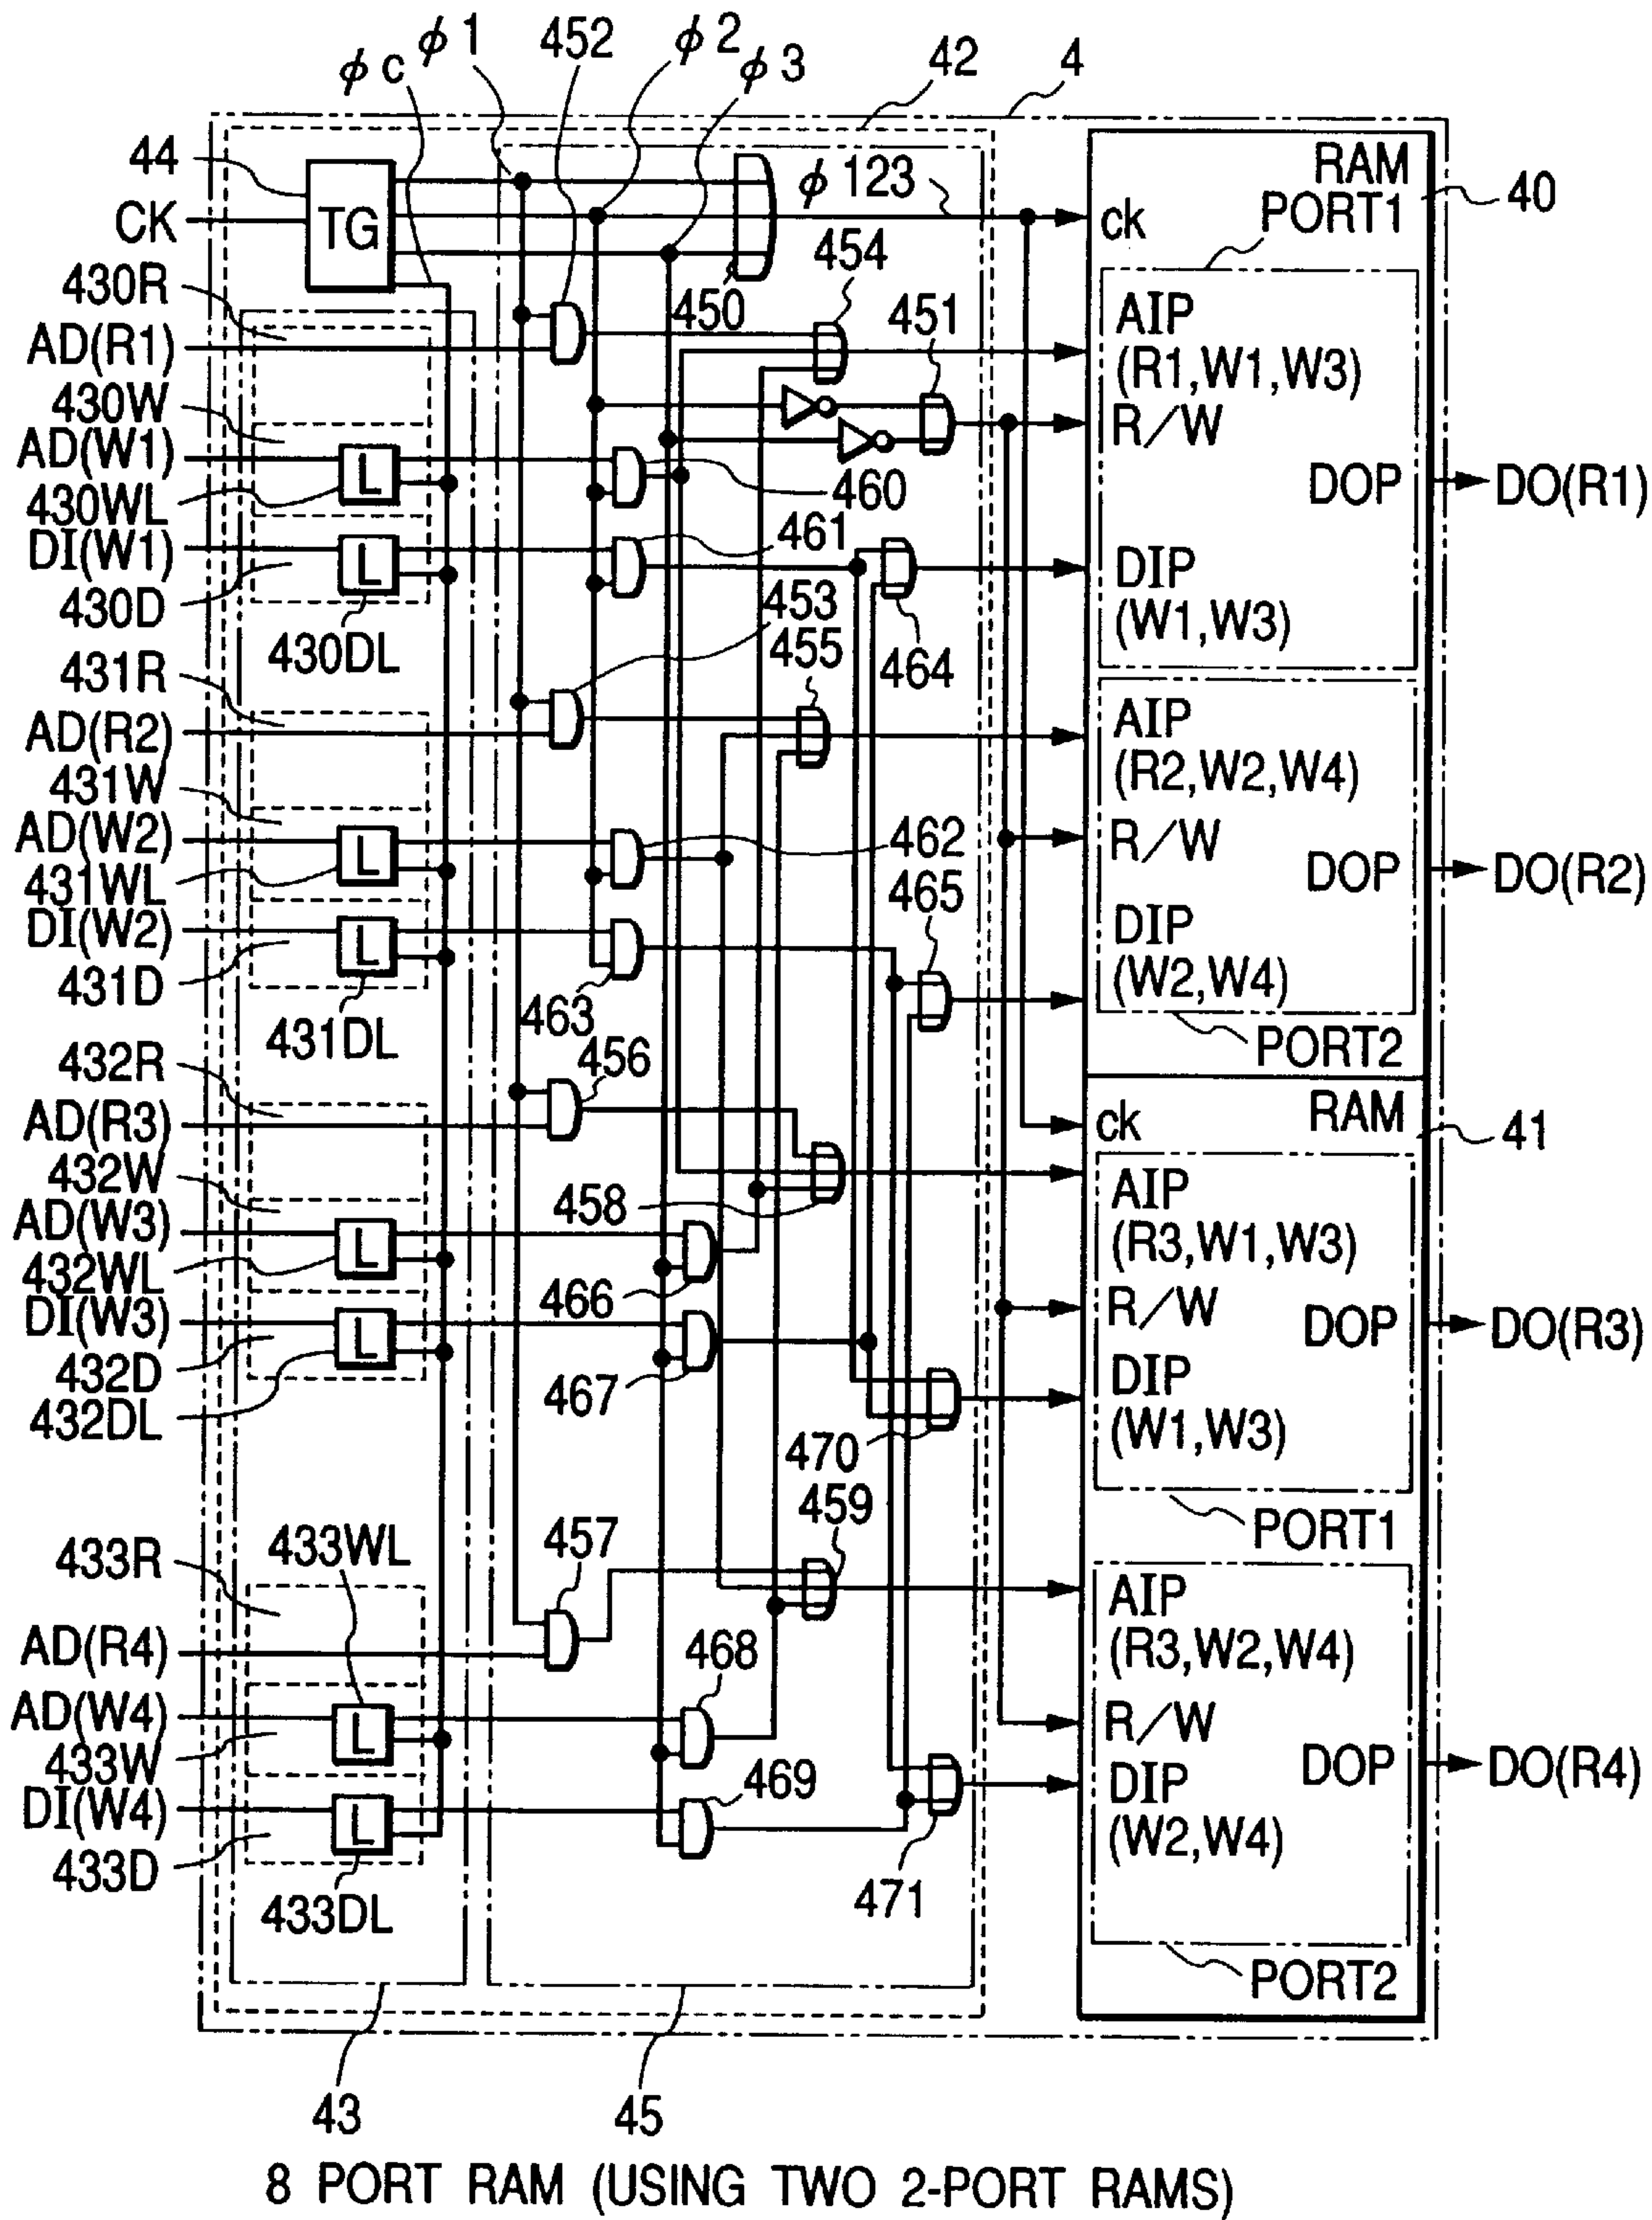 φ c
φ 1
452
φ 2
φ 3
42
4
44
CK
TG
φ 123
RAM
PORT1
40
ck
430R
AD(R1)
450
454
451
AIP
(R1,W1,W3)
R/W
430W
AD(W1)
L
430WL
460
DOP
DO(R1)
DI(W1)
L
461
430D
430DL
453
464
DIP
(W1,W3)
431R
455
AD(R2)
AIP
(R2,W2,W4)
431W
AD(W2)
L
431WL
462
R/W
DOP
DO(R2)
DI(W2)
L
465
431D
431DL
463
DIP
(W2,W4)
PORT2
432R
456
AD(R3)
ck
RAM
41
432W
458
AIP
(R3,W1,W3)
AD(W3)
L
432WL
466
R/W
DOP
DO(R3)
DI(W3)
L
432D
467
432DL
470
DIP
(W1,W3)
459
PORT1
433R
433WL
457
AD(R4)
AIP
(R3,W2,W4)
468
AD(W4)
L
433W
R/W
DOP
DO(R4)
DI(W4)
L
469
433D
433DL
471
DIP
(W2,W4)
PORT2
43
45
8 PORT RAM (USING TWO 2-PORT RAMS)